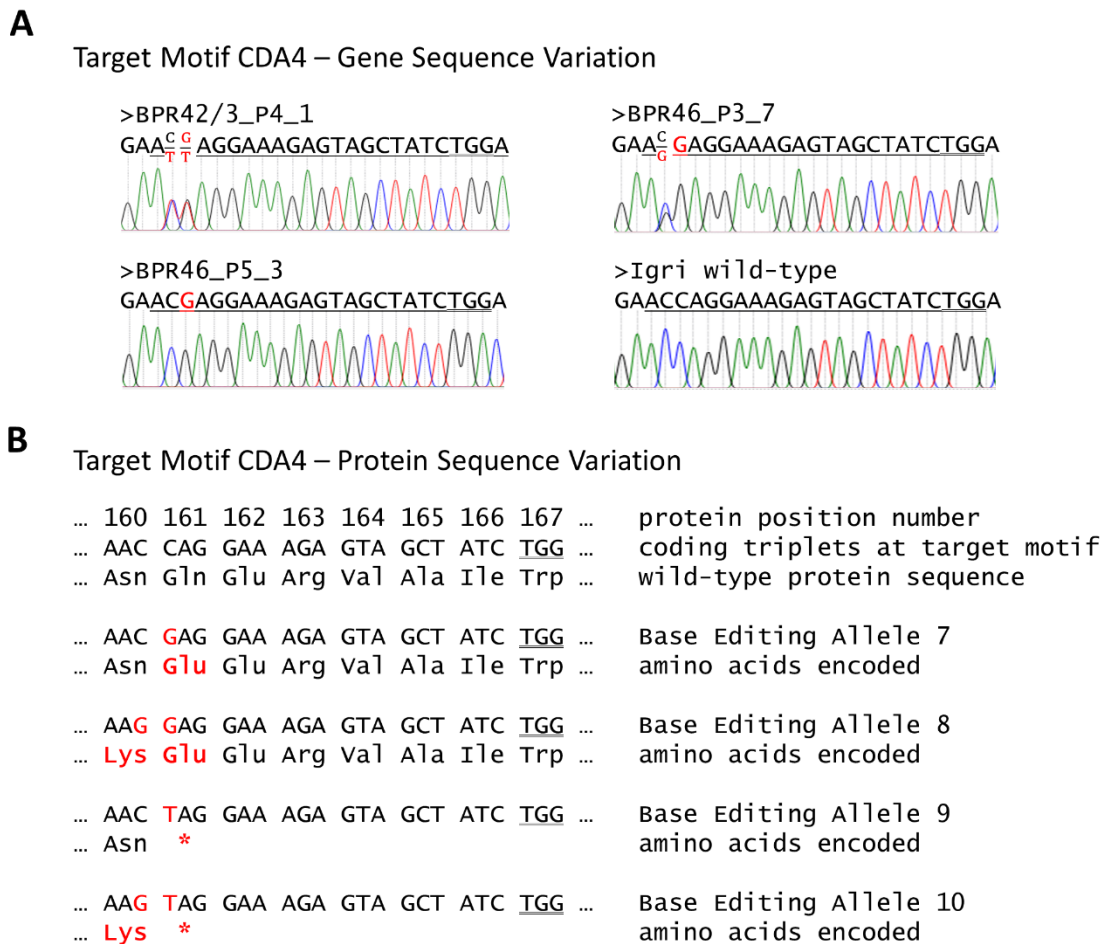 A
Target Motif CDA4 – Gene Sequence Variation
>BPR42/3_P4_1
C G
GAA T T AGGAAAGAGTAGCTATCTGGA
>BPR46_P3_7
C
GAA G GAGGAAAGAGTAGCTATCTGGA
>BPR46_P5_3
GAACGAGGAAAGAGTAGCTATCTGGA
>Igri wild-type
GAACCAGGAAAGAGTAGCTATCTGGA
B
Target Motif CDA4 – Protein Sequence Variation
… 160 161 162 163 164 165 166 167 … protein position number
… AAC CAG GAA AGA GTA GCT ATC TGG … coding triplets at target motif
… Asn Gln Glu Arg Val Ala Ile Trp … wild-type protein sequence
… AAC GAG GAA AGA GTA GCT ATC TGG … Base Editing Allele 7
… Asn Glu Glu Arg Val Ala Ile Trp … amino acids encoded
… AAG GAG GAA AGA GTA GCT ATC TGG … Base Editing Allele 8
… Lys Glu Glu Arg Val Ala Ile Trp … amino acids encoded
… AAC TAG GAA AGA GTA GCT ATC TGG … Base Editing Allele 9
… Asn * amino acids encoded
… AAG TAG GAA AGA GTA GCT ATC TGG … Base Editing Allele 10
… Lys * amino acids encoded